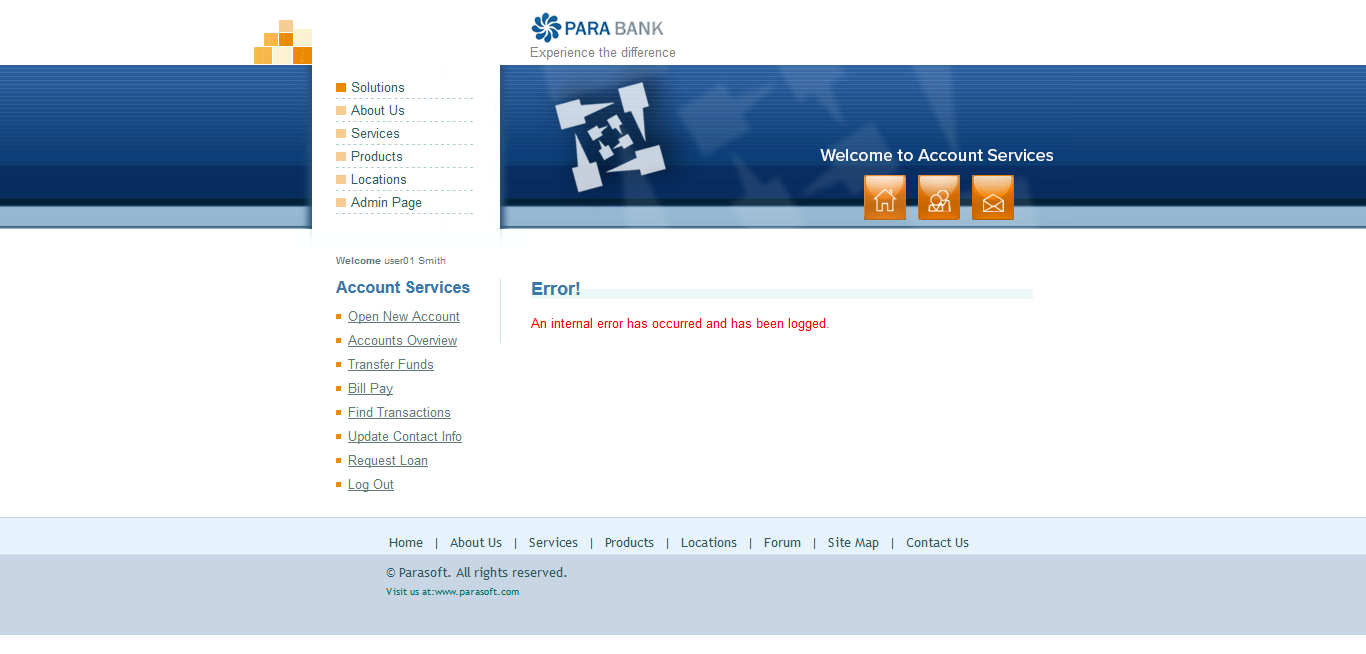 PARA BANK
Experience the difference
Solutions
About Us
Services
Products
Locations
Admin Page
Welcome to Account Services
Welcome user01 Smith
Account Services
Open New Account
Accounts Overview
Transfer Funds
Bill Pay
Find Transactions
Update Contact Info
Request Loan
Log Out
Error!
An internal error has occurred and has been logged.
Home | About Us | Services | Products | Locations | Forum | Site Map | Contact Us
© Parasoft. All rights reserved.
Visit us at:www.parasoft.com